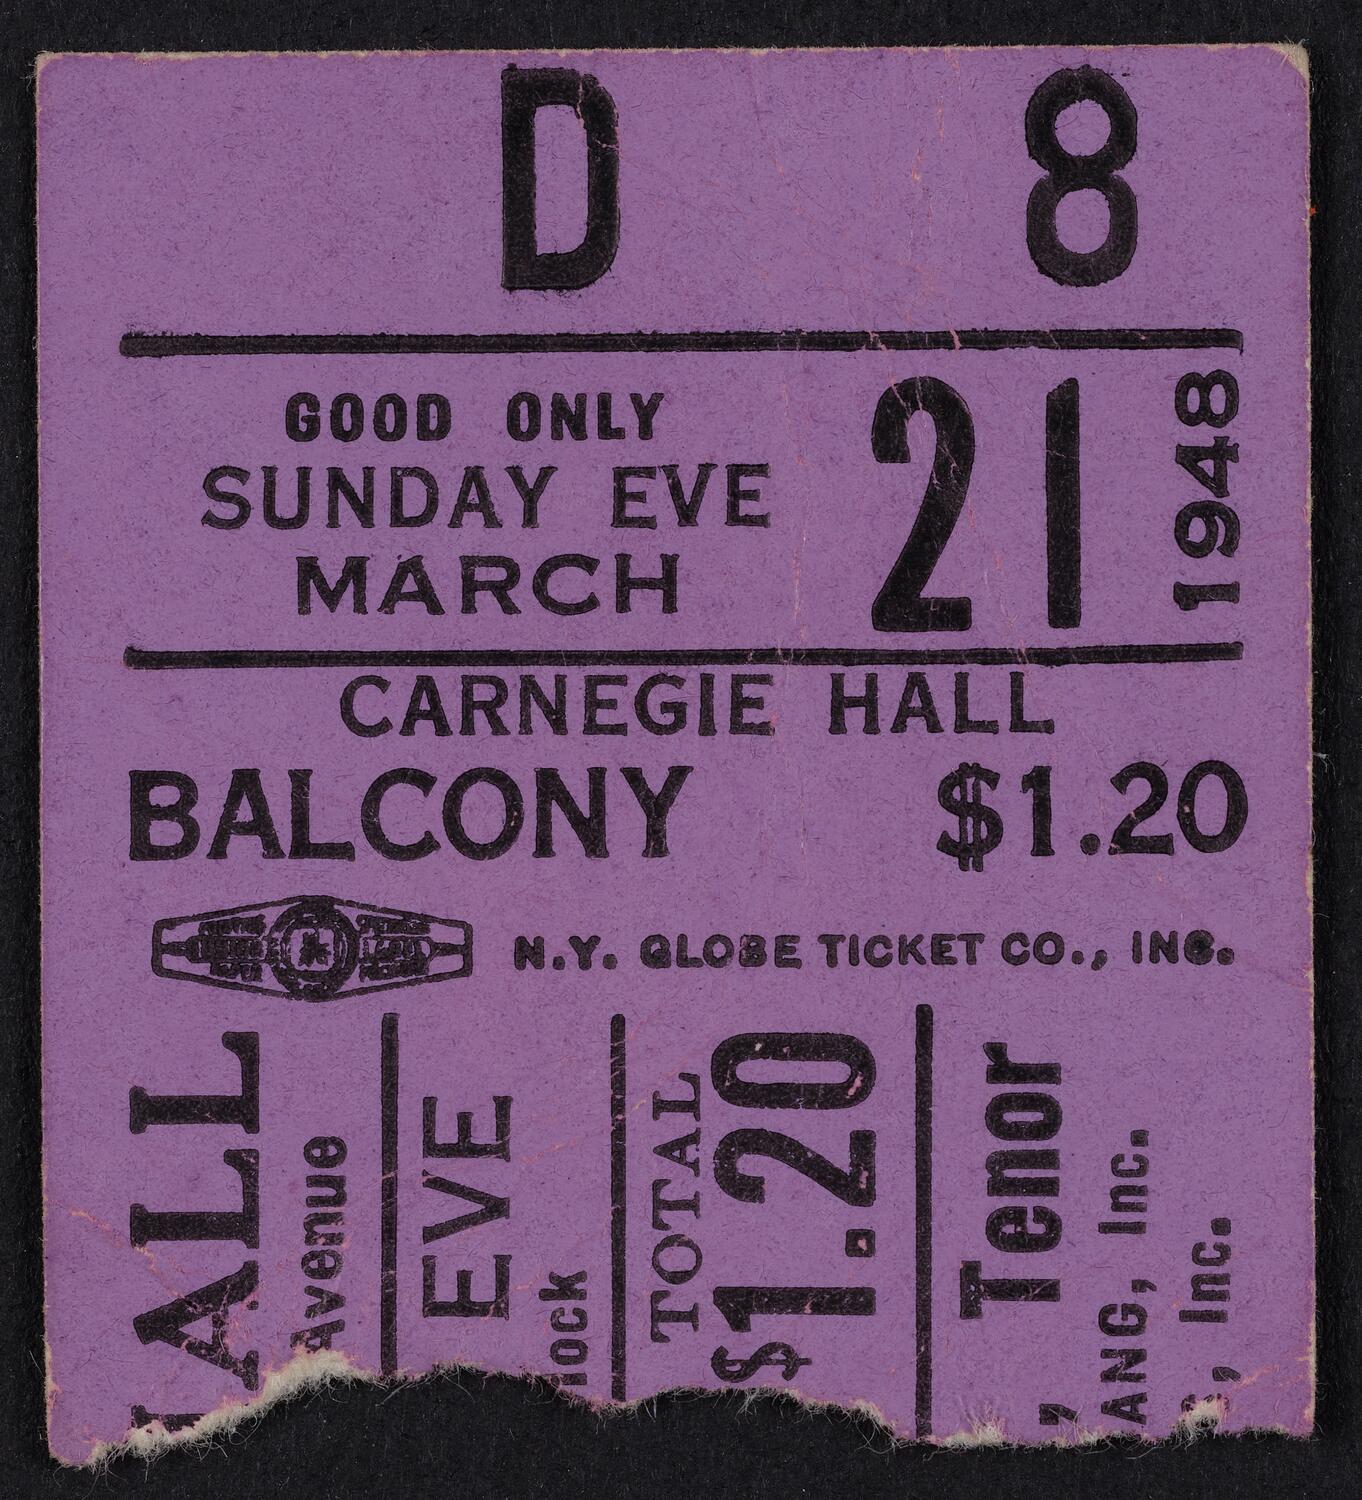 D 8
GOOD ONLY
SUNDAY EVE
MARCH
21
1948
CARNEGIE HALL
BALCONY $1.20
N.Y. GLOBE TICKET CO., INC.
HALL
Avenue
EVE
lock
TOTAL
$1.20
, Tenor
ANG, Inc.
, Inc.